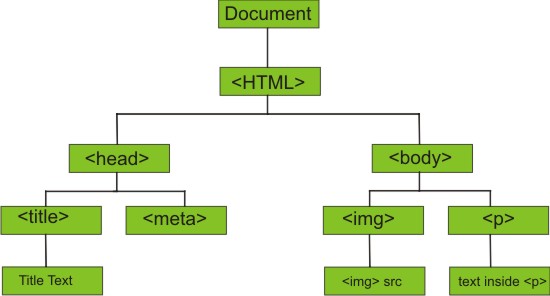 Document
<HTML>
<head>
<body>
<title>
<meta>
<img>
<p>
Title Text
<img> src
text inside <p>